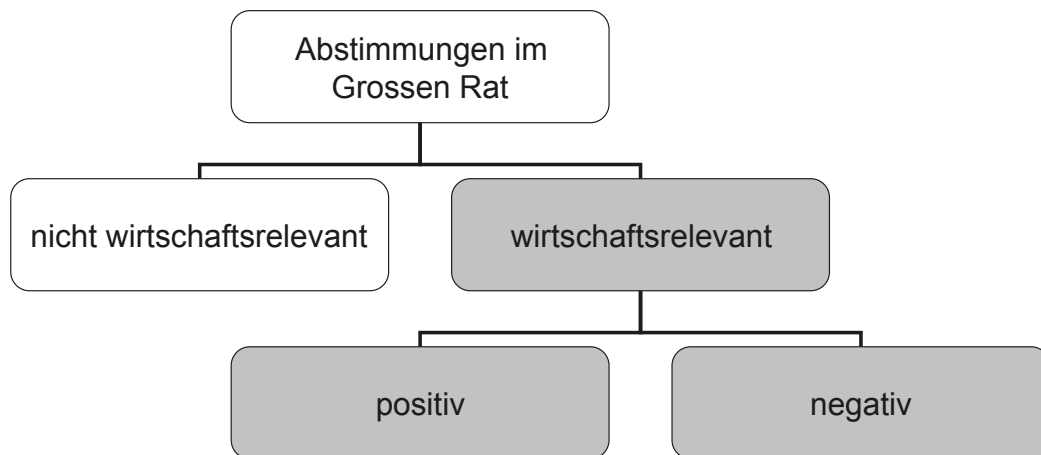 Abstimmungen im
Grossen Rat
nicht wirtschaftsrelevant
wirtschaftsrelevant
positiv
negativ